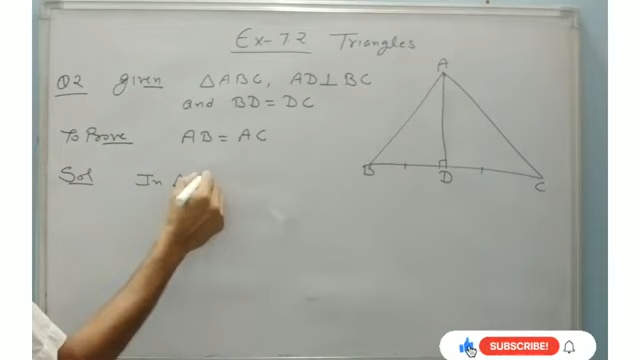 Ex-7.2 Triangles
Q2 given △ABC, AD⊥BC
and BD = DC
To Prove AB = AC
Sol In
A
B
D
C
SUBSCRIBE!